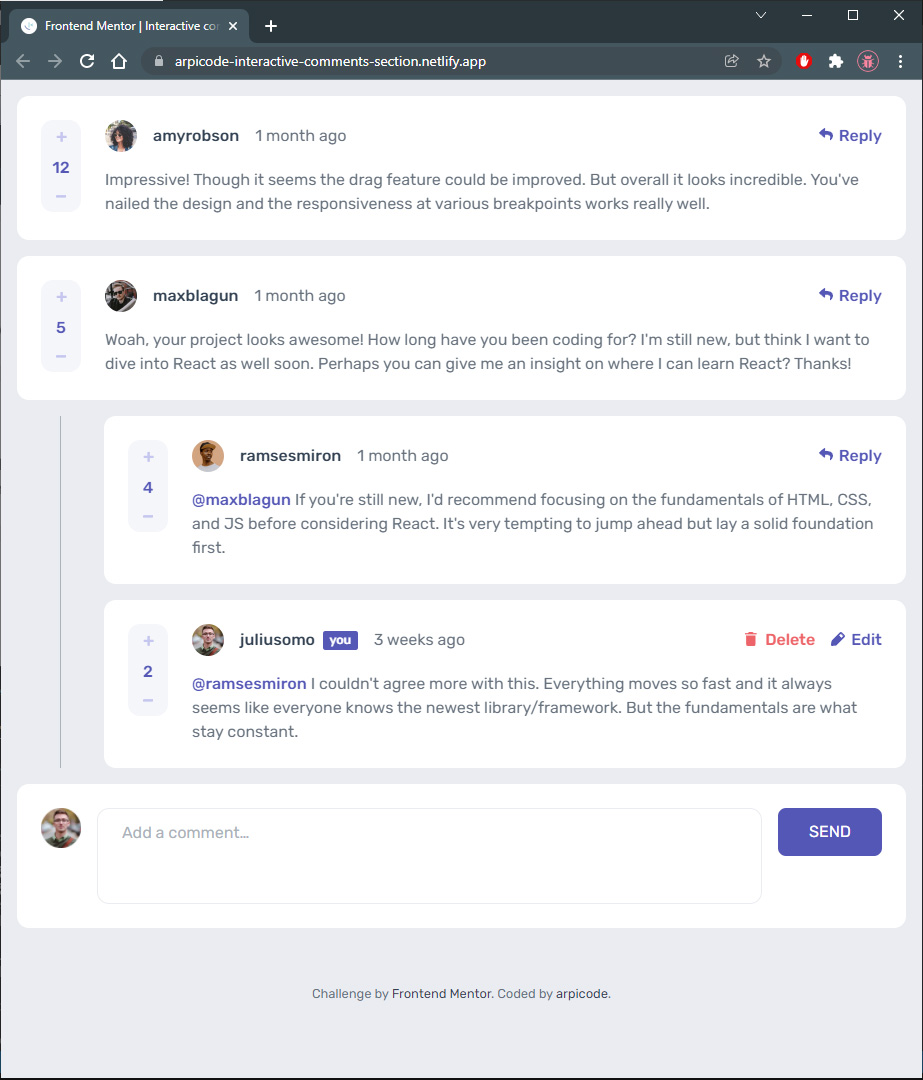 Frontend Mentor | Interactive co
arpicode-interactive-comments-section.netlify.app
+
12
−
amyrobson 1 month ago
Reply
Impressive! Though it seems the drag feature could be improved. But overall it looks incredible. You've
nailed the design and the responsiveness at various breakpoints works really well.
+
5
−
maxblagun 1 month ago
Reply
Woah, your project looks awesome! How long have you been coding for? I'm still new, but think I want to
dive into React as well soon. Perhaps you can give me an insight on where I can learn React? Thanks!
+
4
−
ramsesmiron 1 month ago
Reply
@maxblagun If you're still new, I'd recommend focusing on the fundamentals of HTML, CSS,
and JS before considering React. It's very tempting to jump ahead but lay a solid foundation
first.
+
2
−
juliusomo you 3 weeks ago
Delete Edit
@ramsesmiron I couldn't agree more with this. Everything moves so fast and it always
seems like everyone knows the newest library/framework. But the fundamentals are what
stay constant.
Add a comment…
SEND
Challenge by Frontend Mentor. Coded by arpicode.